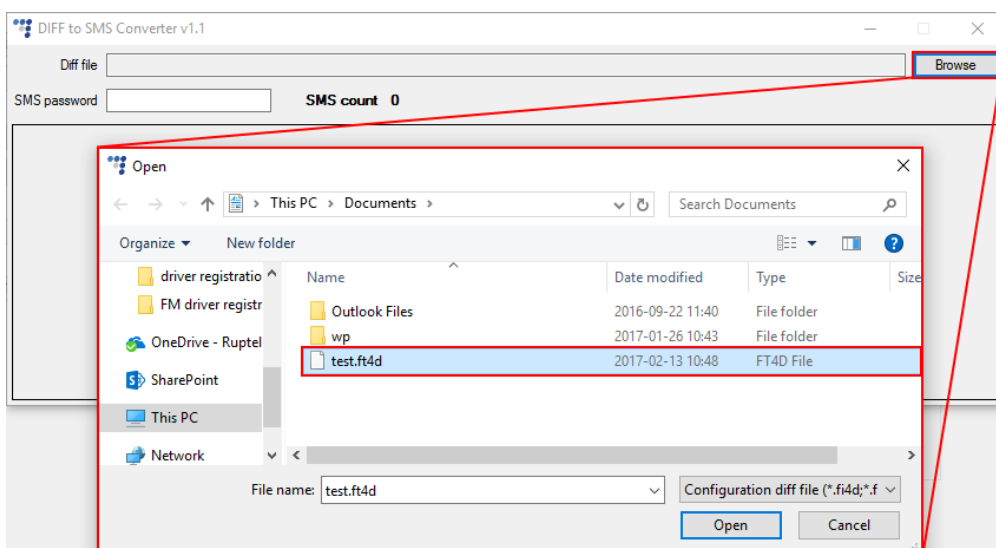 DIFF to SMS Converter v1.1
Diff file
Browse
SMS password
SMS count 0
Open
This PC > Documents >
Search Documents
Organize
New folder
driver registratio
FM driver registr
OneDrive - Ruptel
SharePoint
This PC
Network
Name Date modified Type Size
Outlook Files 2016-09-22 11:40 File folder
wp 2017-01-26 10:43 File folder
test.ft4d 2017-02-13 10:48 FT4D File
File name: test.ft4d
Configuration diff file (*.fi4d;*.f
Open Cancel